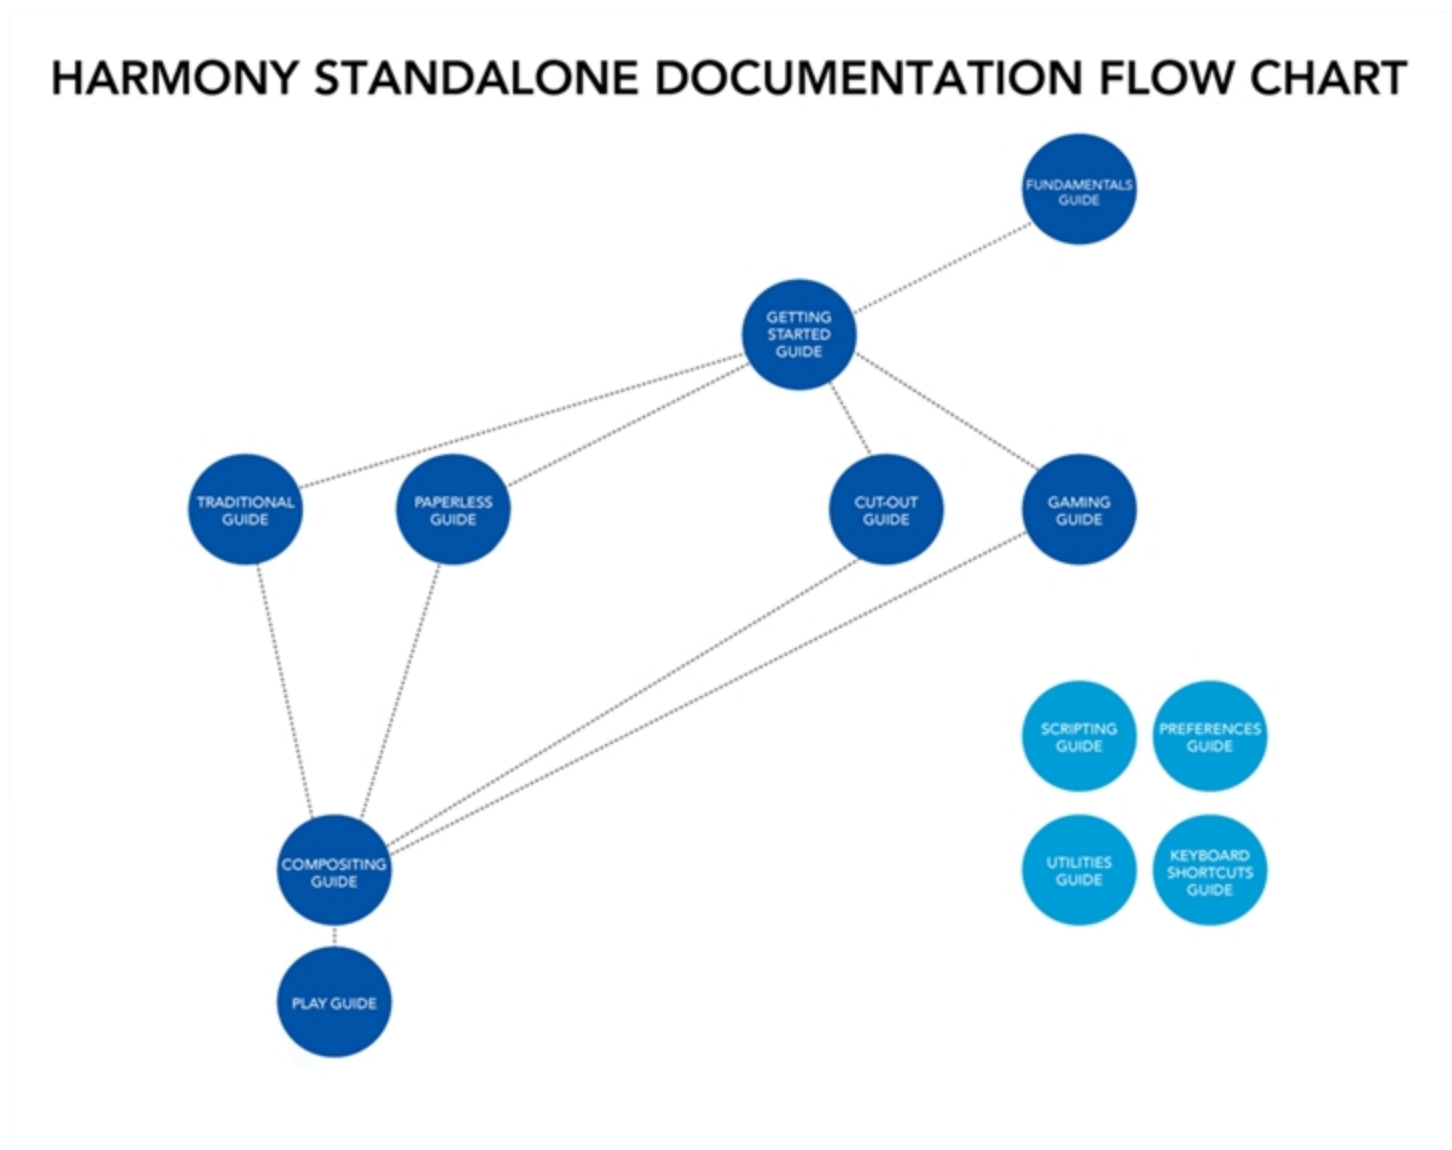 HARMONY STANDALONE DOCUMENTATION FLOW CHART
FUNDAMENTALS
GUIDE
GETTING
STARTED
GUIDE
TRADITIONAL
GUIDE
PAPERLESS
GUIDE
CUT-OUT
GUIDE
GAMING
GUIDE
SCRIPTING
GUIDE
PREFERENCES
GUIDE
COMPOSITING
GUIDE
UTILITIES
GUIDE
KEYBOARD
SHORTCUTS
GUIDE
PLAY GUIDE